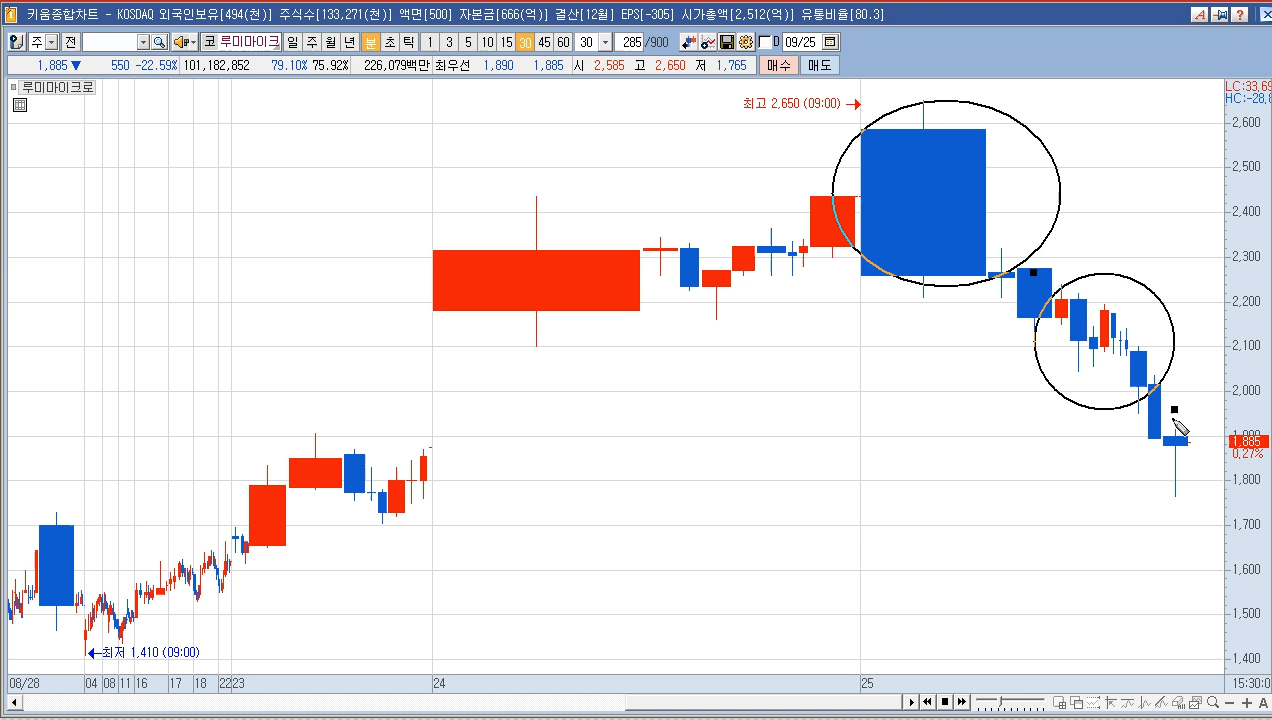 키움종합차트 - KOSDAQ 외국인보유[494(천)] 주식수[133,271(천)] 액면[500] 자본금[666(억)] 결산[12월] EPS[-305] 시가총액[2,512(억)] 유통비율[80.3]
주 전 코 루미마이크 일 주 월 년 분 초 틱 1 3 5 10 15 30 45 60 30 285 /900 D 09/25
1,885 ▼ 550 -22.59% 101,182,852 79.10% 75.92% 226,079백만 최우선 1,890 1,885 시 2,585 고 2,650 저 1,765 매수 매도
루미마이크로
LC:33,69
HC:-28,8
최고 2,650 (09:00)
2,600
2,500
2,400
2,300
2,200
2,100
2,000
1,885
0,27%
1,800
1,700
1,600
1,500
1,400
최저 1,410 (09:00)
08/28 04 08 11 16 17 18 22 23 24 25 15:30:0
A